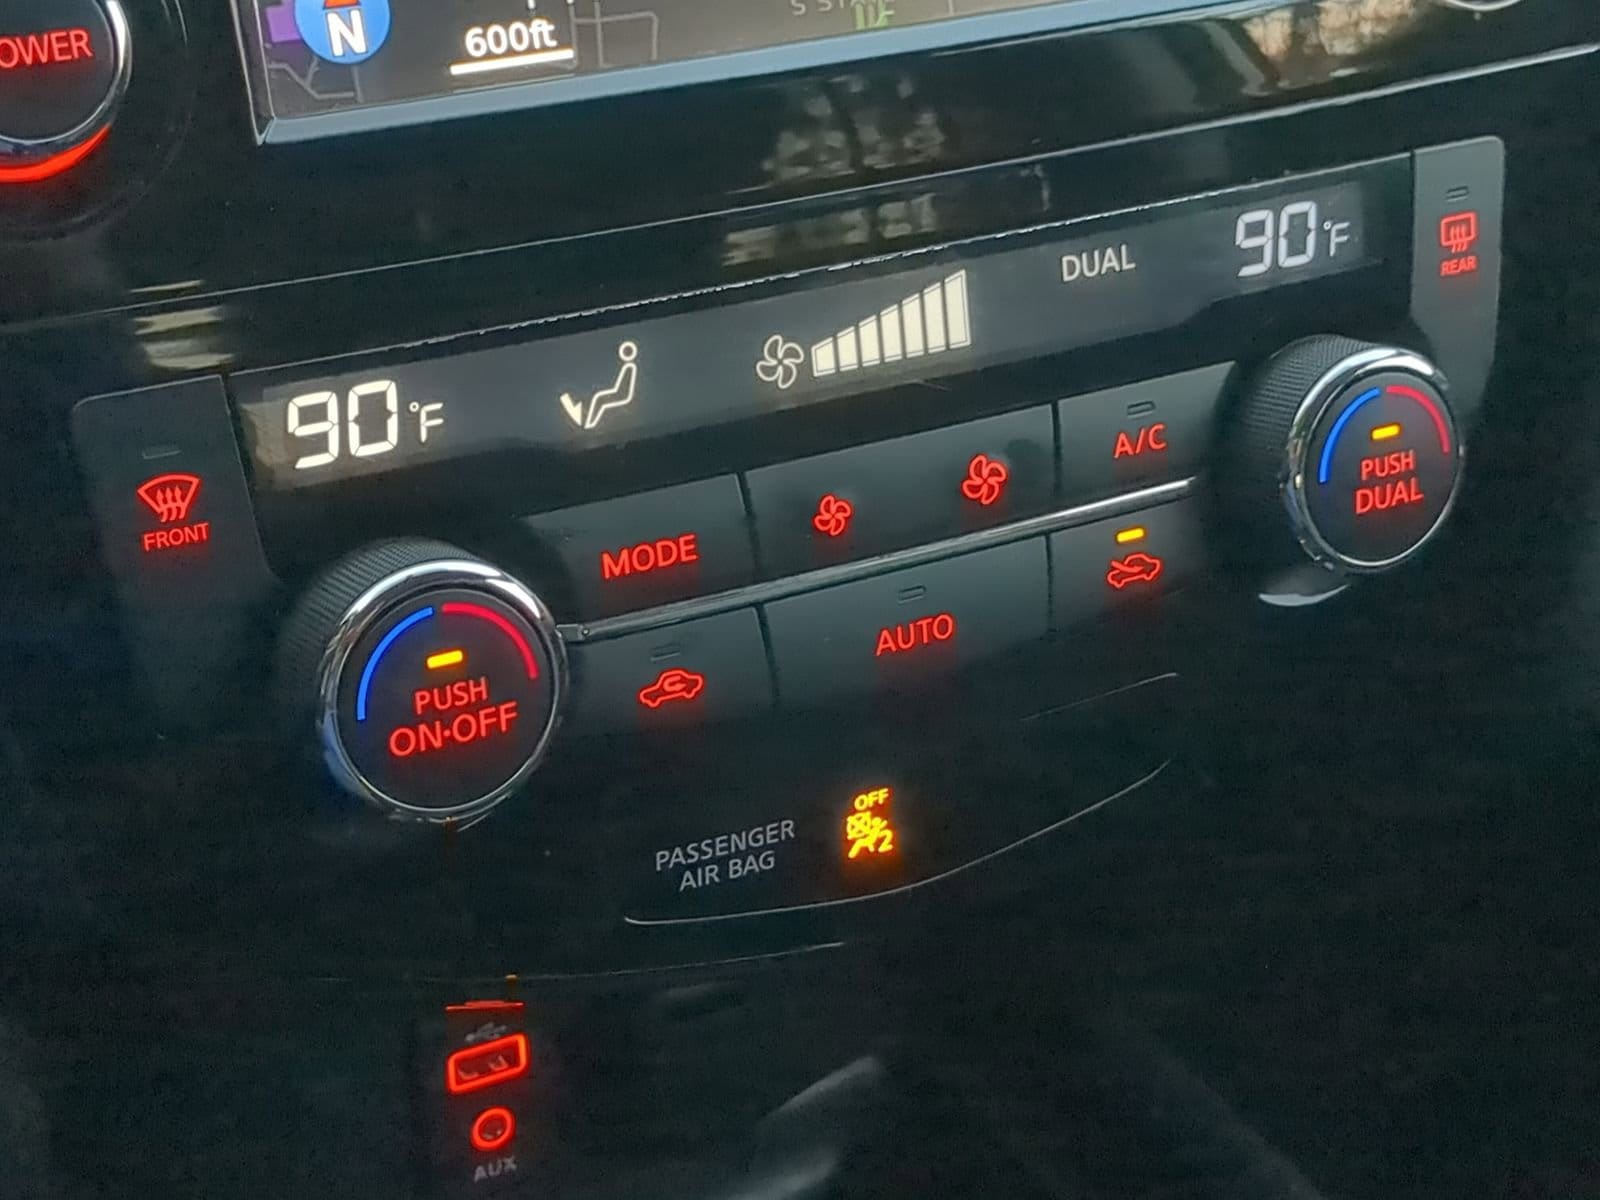 OWER
N
600ft
90°F
DUAL
90°F
REAR
FRONT
MODE
A/C
PUSH
DUAL
AUTO
PUSH
ON·OFF
PASSENGER
AIR BAG
OFF
2
AUX